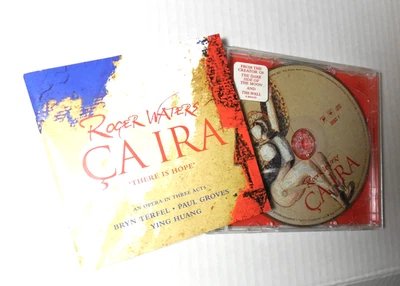 ROGER WATERS
ÇA IRA
"THERE IS HOPE"
AN OPERA IN THREE ACTS
BRYN TERFEL • PAUL GROVES
YING HUANG
FROM THE
CREATOR OF
THE DARK
SIDE OF
THE MOON
AND
THE WALL
ÇA IRA